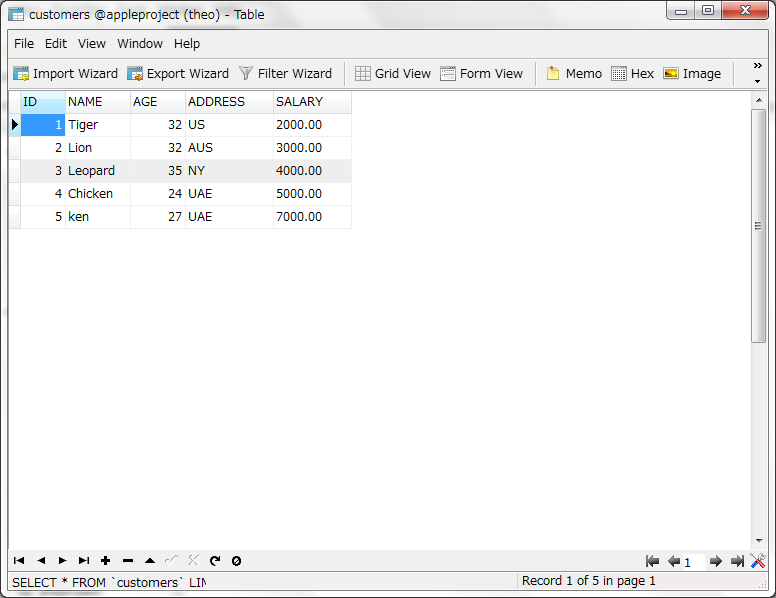 customers @appleproject (theo) - Table
File Edit View Window Help
Import Wizard Export Wizard Filter Wizard Grid View Form View Memo Hex Image »
ID NAME AGE ADDRESS SALARY
1 Tiger 32 US 2000.00
2 Lion 32 AUS 3000.00
3 Leopard 35 NY 4000.00
4 Chicken 24 UAE 5000.00
5 ken 27 UAE 7000.00
1
SELECT * FROM `customers` LIN Record 1 of 5 in page 1